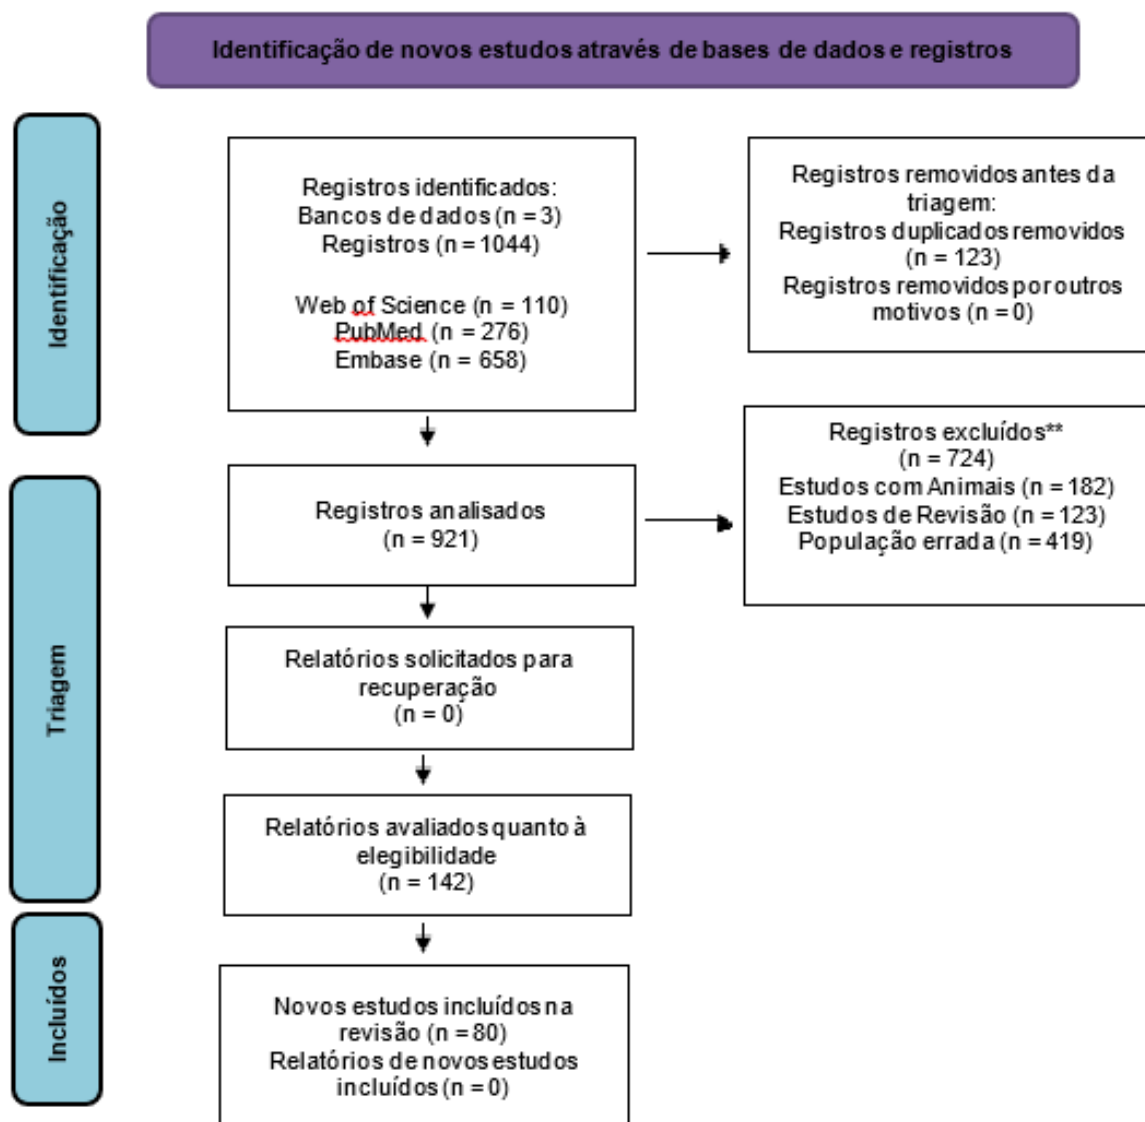 Identificação de novos estudos através de bases de dados e registros
Identificação
Registros identificados:
Bancos de dados (n = 3)
Registros (n = 1044)
Web of Science (n = 110)
PubMed (n = 276)
Embase (n = 658)
Registros removidos antes da
triagem:
Registros duplicados removidos
(n = 123)
Registros removidos por outros
motivos (n = 0)
Triagem
Registros analisados
(n = 921)
Registros excluídos**
(n = 724)
Estudos com Animais (n = 182)
Estudos de Revisão (n = 123)
População errada (n = 419)
Relatórios solicitados para
recuperação
(n = 0)
Relatórios avaliados quanto à
elegibilidade
(n = 142)
Incluídos
Novos estudos incluídos na
revisão (n = 80)
Relatórios de novos estudos
incluídos (n = 0)